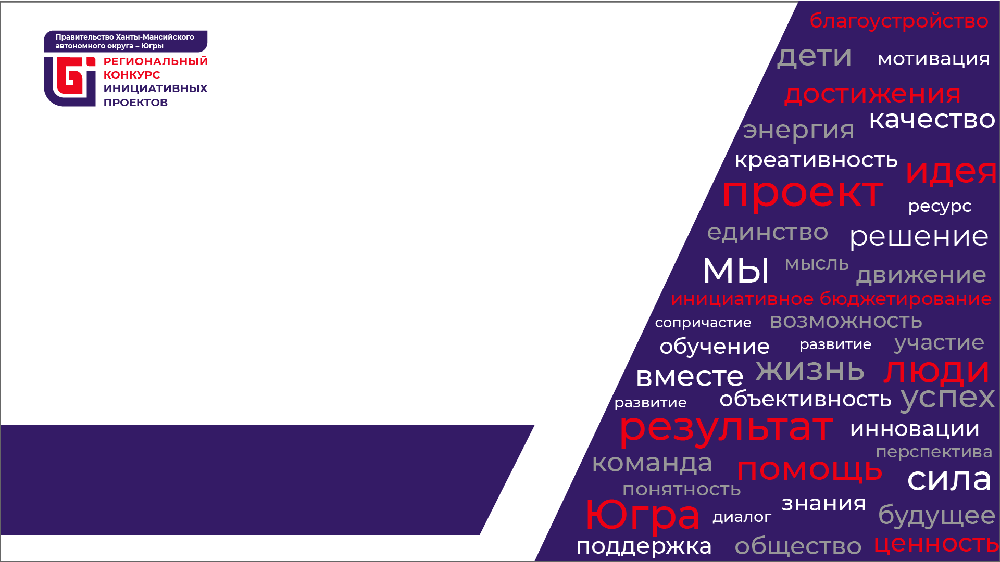 Правительство Ханты-Мансийского
автономного округа – Югры
РЕГИОНАЛЬНЫЙ
КОНКУРС
ИНИЦИАТИВНЫХ
ПРОЕКТОВ
благоустройство
дети мотивация
достижения
качество
энергия
креативность
идея
проект
ресурс
единство решение
мы мысль движение
инициативное бюджетирование
сопричастие возможность
обучение развитие участие
вместе жизнь люди
развитие объективность успех
результат инновации
перспектива
команда помощь сила
понятность
знания
Югра диалог будущее
поддержка общество ценность